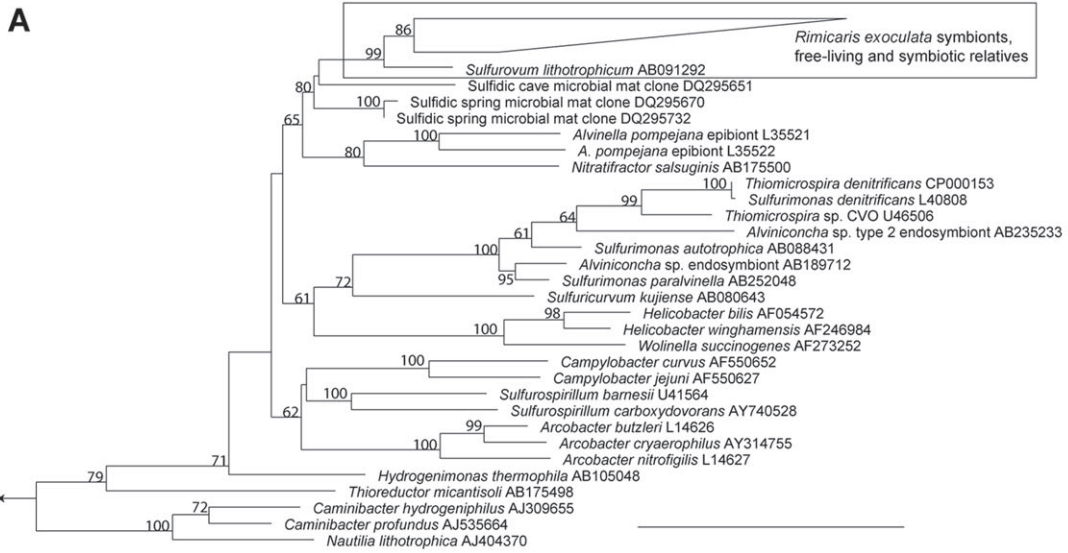 A
86
Rimicaris exoculata symbionts,
free-living and symbiotic relatives
99
Sulfurovum lithotrophicum AB091292
80
Sulfidic cave microbial mat clone DQ295651
100
Sulfidic spring microbial mat clone DQ295670
Sulfidic spring microbial mat clone DQ295732
65
100
Alvinella pompejana epibiont L35521
A. pompejana epibiont L35522
80
Nitratifractor salsuginis AB175500
100
Thiomicrospira denitrificans CP000153
99
Sulfurimonas denitrificans L40808
64
Thiomicrospira sp. CVO U46506
61
Alviniconcha sp. type 2 endosymbiont AB235233
100
Sulfurimonas autotrophica AB088431
Alviniconcha sp. endosymbiont AB189712
95
Sulfurimonas paralvinella AB252048
72
Sulfuricurvum kujiense AB080643
61
98
Helicobacter bilis AF054572
100
Helicobacter winghamensis AF246984
Wolinella succinogenes AF273252
100
Campylobacter curvus AF550652
Campylobacter jejuni AF550627
100
Sulfurospirillum barnesii U41564
62
Sulfurospirillum carboxydovorans AY740528
99
Arcobacter butzleri L14626
100
Arcobacter cryaerophilus AY314755
Arcobacter nitrofigilis L14627
71
Hydrogenimonas thermophila AB105048
79
Thioreductor micantisoli AB175498
72
Caminibacter hydrogeniphilus AJ309655
100
Caminibacter profundus AJ535664
Nautilia lithotrophica AJ404370